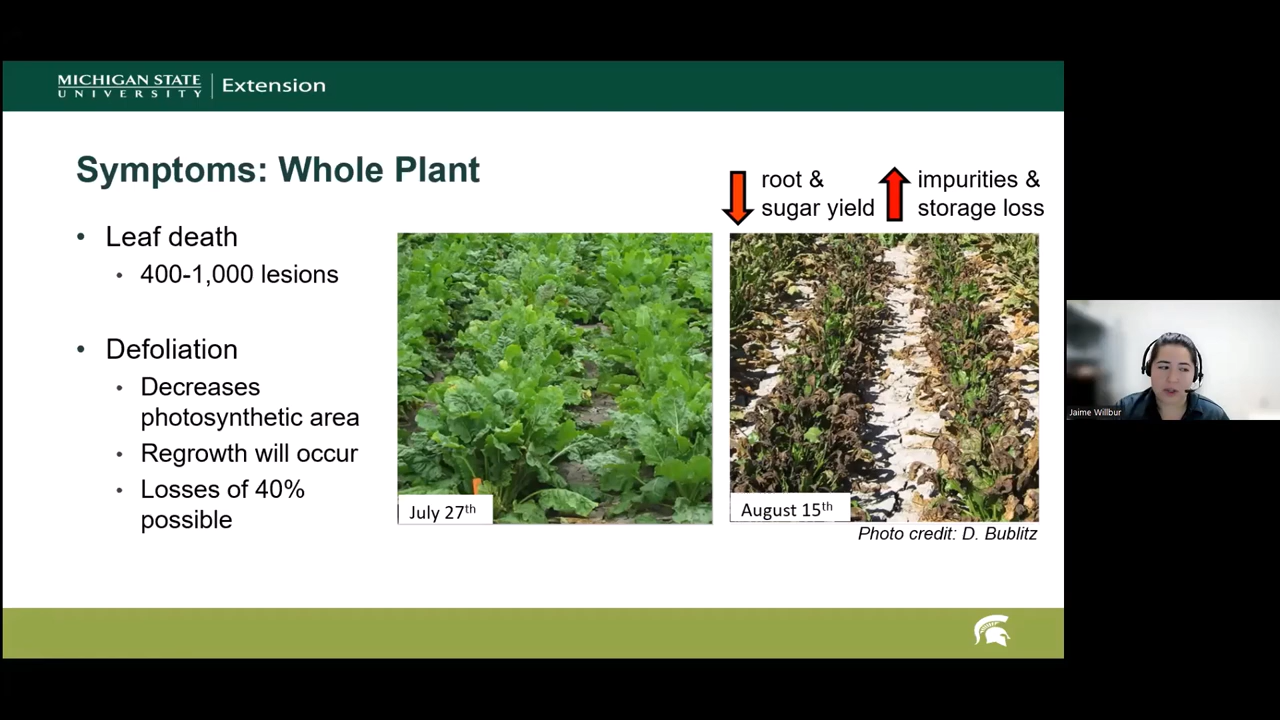 MICHIGAN STATE
UNIVERSITY
Extension
Symptoms: Whole Plant
root &
sugar yield
impurities &
storage loss
• Leaf death
• 400-1,000 lesions
• Defoliation
• Decreases
photosynthetic area
• Regrowth will occur
• Losses of 40%
possible
July 27th
August 15th
Photo credit: D. Bublitz
Jaime Willbur